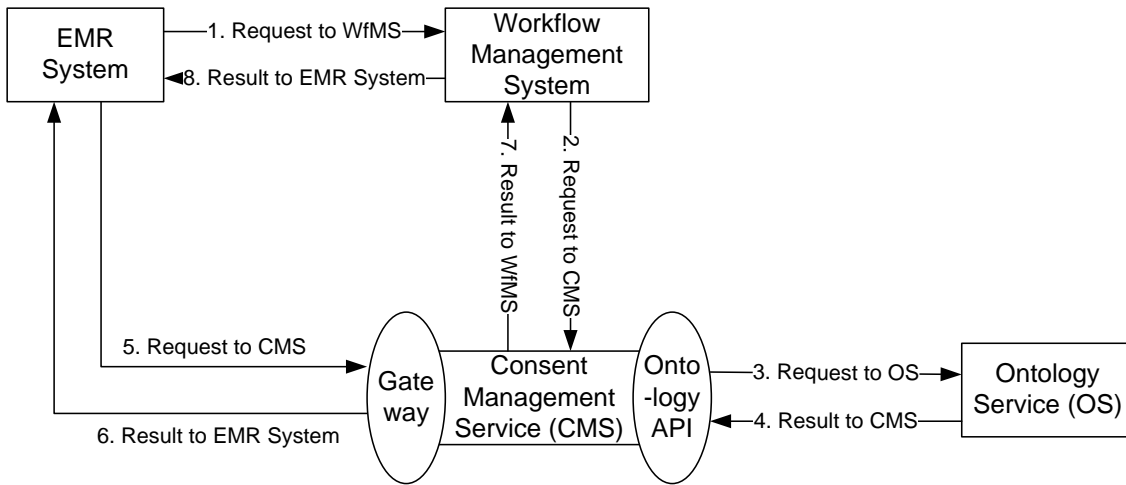 EMR
System
1. Request to WfMS
8. Result to EMR System
Workflow
Management
System
7. Result to WfMS
2. Request to CMS
5. Request to CMS
6. Result to EMR System
Gate
way
Consent
Management
Service (CMS)
Onto
-logy
API
3. Request to OS
4. Result to CMS
Ontology
Service (OS)